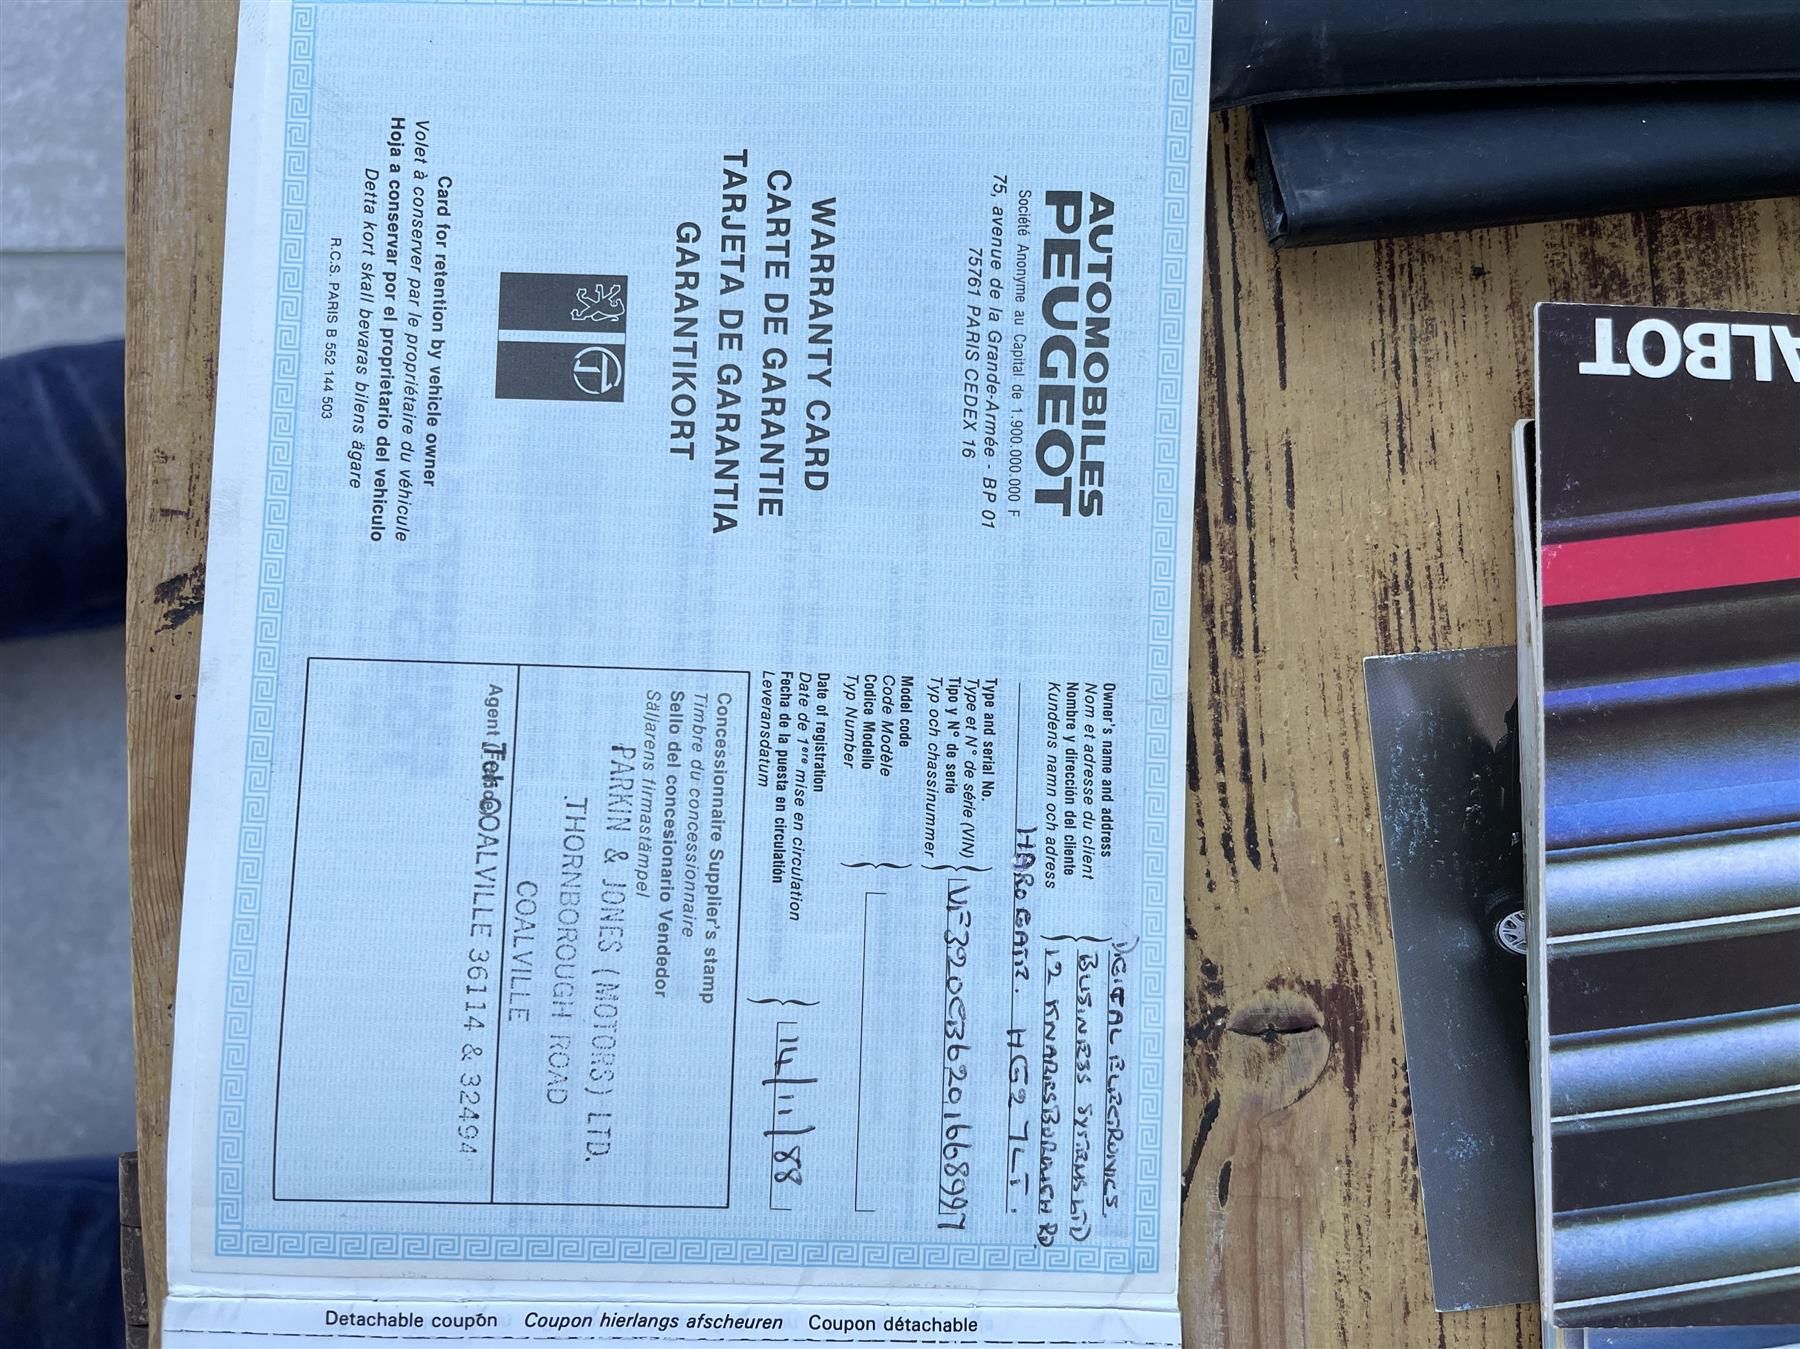 AUTOMOBILES
PEUGEOT
Société Anonyme au Capital de 1.900.000.000 F
75, avenue de la Grande-Armée - BP 01
75761 PARIS CEDEX 16
WARRANTY CARD
CARTE DE GARANTIE
TARJETA DE GARANTIA
GARANTIKORT
Card for retention by vehicle owner
Volet à conserver par le propriétaire du véhicule
Hoja a conservar por el proprietario del vehiculo
Detta kort skall bevaras bilens ägare
R.C.S. PARIS B 552 144 503
Owner's name and address
Nom et adresse du client
Nombre y dirección del cliente
Kundens namn och adress
DIGITAL ELECTRONICS.
BUSINESS SYSTEMS LTD
12 KNARESBOROUGH RD
HAROGATE. HG2 7LT.
Type and serial No.
Type et N° de série (VIN)
Tipo y N° de serie
Typ och chassinummer
VF320CB6201668997
Model code
Code Modèle
Codice Modello
Typ Number
Date of registration
Date de 1ere mise en circulation
Fecha de la puesta en circulación
Leveransdatum
14/11/88
Concessionnaire Supplier's stamp
Timbre du concessionnaire
Sello del concesionario Vendedor
Säljarens firmastämpel
PARKIN & JONES (MOTORS) LTD.
THORNBOROUGH ROAD
COALVILLE
Agent
COALVILLE 36114 & 32494
Detachable coupon Coupon hierlangs afscheuren Coupon détachable
ALBOT